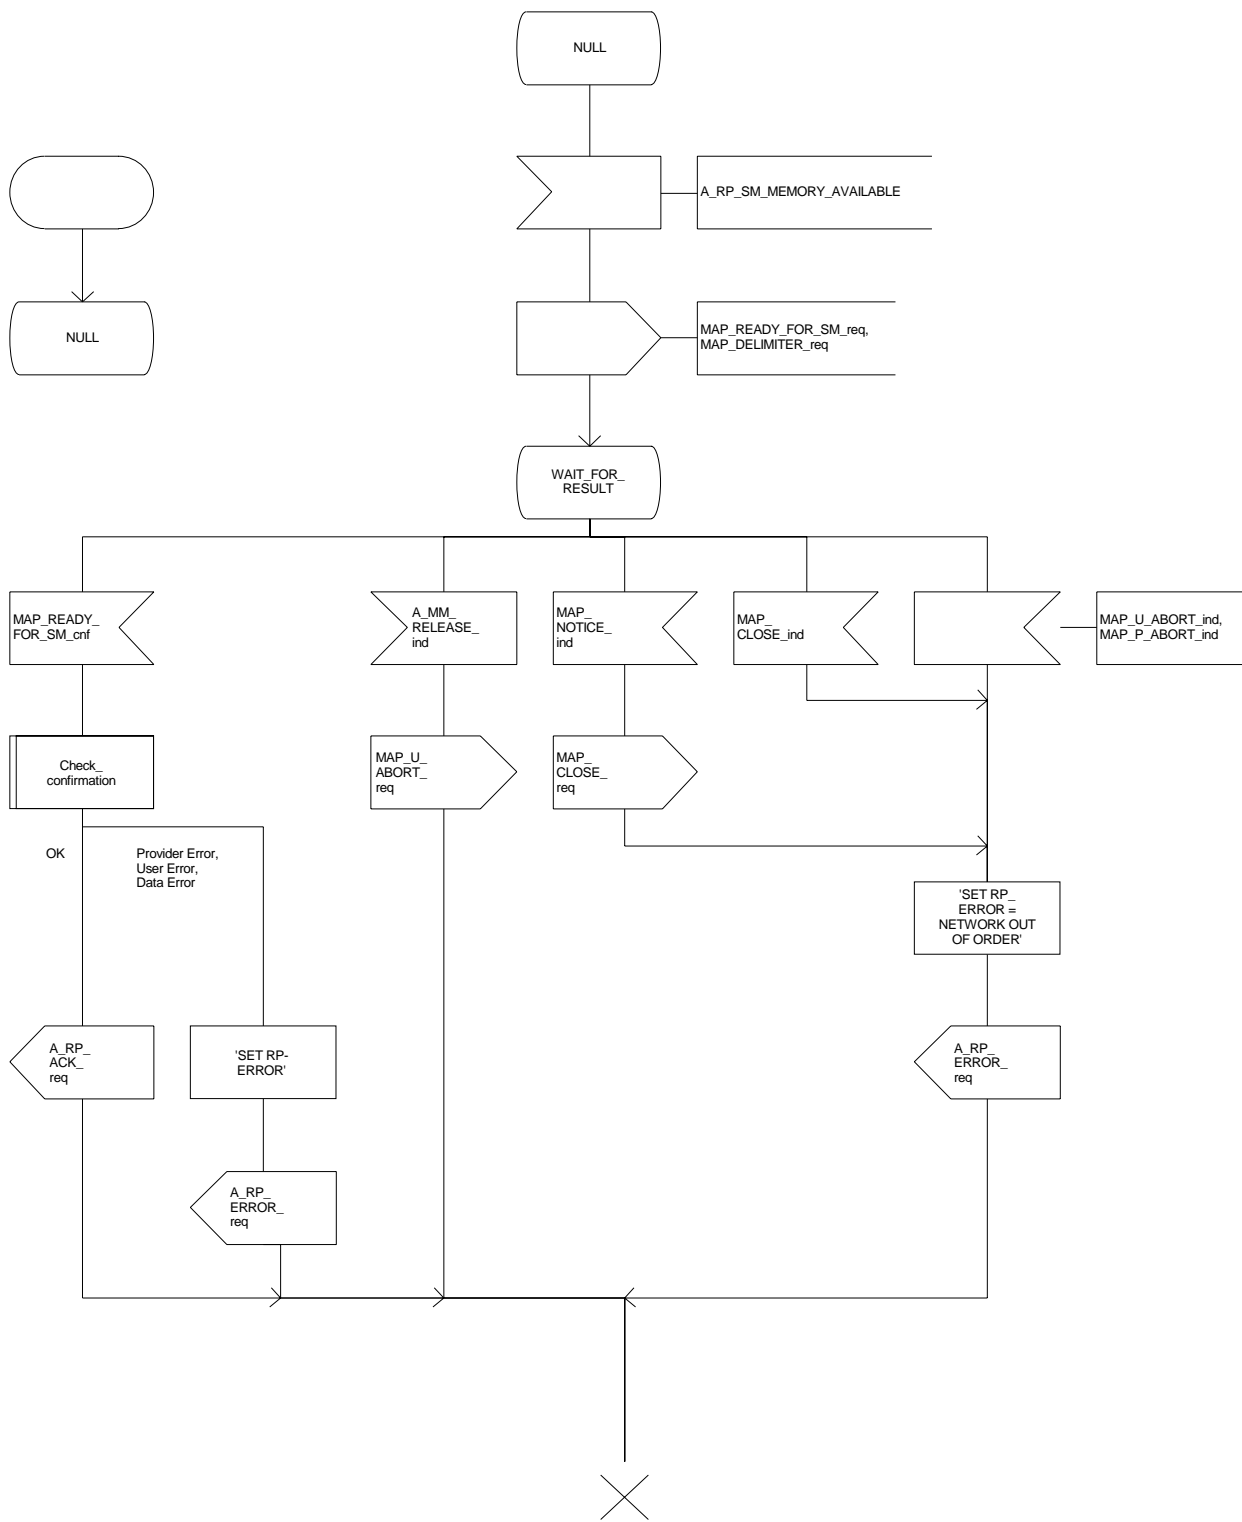 NULL
A_RP_SM_MEMORY_AVAILABLE
NULL
MAP_READY_FOR_SM_req,
MAP_DELIMITER_req
WAIT_FOR_
RESULT
MAP_READY_
FOR_SM_cnf
A_MM_
RELEASE_
ind
MAP_
NOTICE_
ind
MAP_
CLOSE_ind
MAP_U_ABORT_ind,
MAP_P_ABORT_ind
Check_
confirmation
MAP_U_
ABORT_
req
MAP_
CLOSE_
req
OK
Provider Error,
User Error,
Data Error
'SET RP_
ERROR =
NETWORK OUT
OF ORDER'
A_RP_
ACK_
req
'SET RP-
ERROR'
A_RP_
ERROR_
req
A_RP_
ERROR_
req